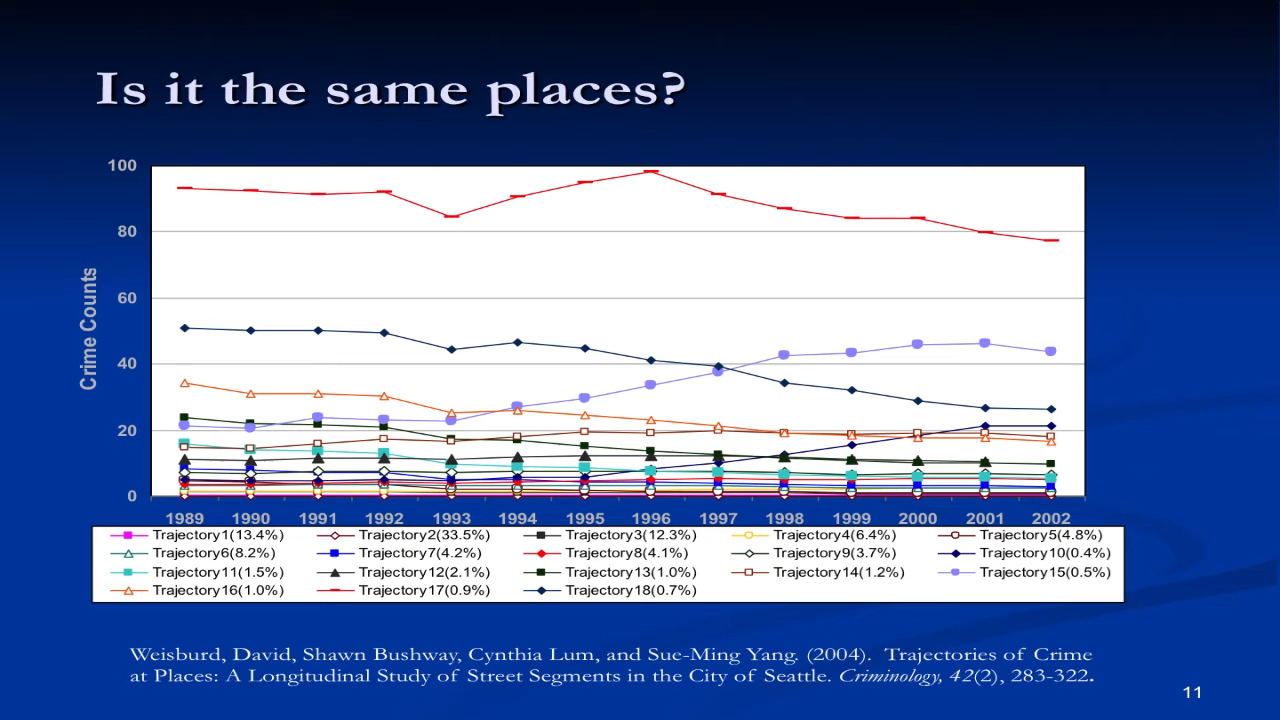 Is it the same places?
100
80
60
40
20
0
Crime Counts
1989 1990 1991 1992 1993 1994 1995 1996 1997 1998 1999 2000 2001 2002
Trajectory1(13.4%) Trajectory2(33.5%) Trajectory3(12.3%) Trajectory4(6.4%) Trajectory5(4.8%)
Trajectory6(8.2%) Trajectory7(4.2%) Trajectory8(4.1%) Trajectory9(3.7%) Trajectory10(0.4%)
Trajectory11(1.5%) Trajectory12(2.1%) Trajectory13(1.0%) Trajectory14(1.2%) Trajectory15(0.5%)
Trajectory16(1.0%) Trajectory17(0.9%) Trajectory18(0.7%)
Weisburd, David, Shawn Bushway, Cynthia Lum, and Sue-Ming Yang. (2004). Trajectories of Crime
at Places: A Longitudinal Study of Street Segments in the City of Seattle. Criminology, 42(2), 283-322.
11